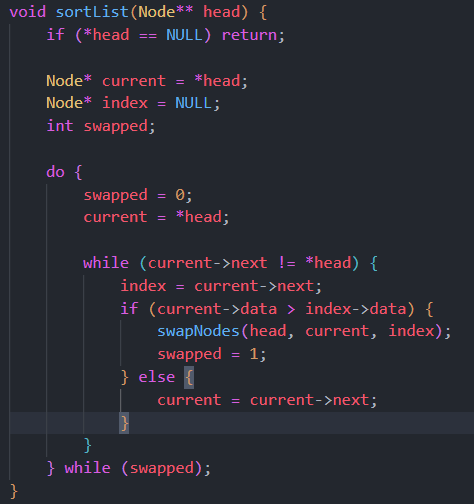 void sortList(Node** head) {
    if (*head == NULL) return;

    Node* current = *head;
    Node* index = NULL;
    int swapped;

    do {
        swapped = 0;
        current = *head;

        while (current->next != *head) {
            index = current->next;
            if (current->data > index->data) {
                swapNodes(head, current, index);
                swapped = 1;
            } else {
                current = current->next;
            }
        }
    } while (swapped);
}